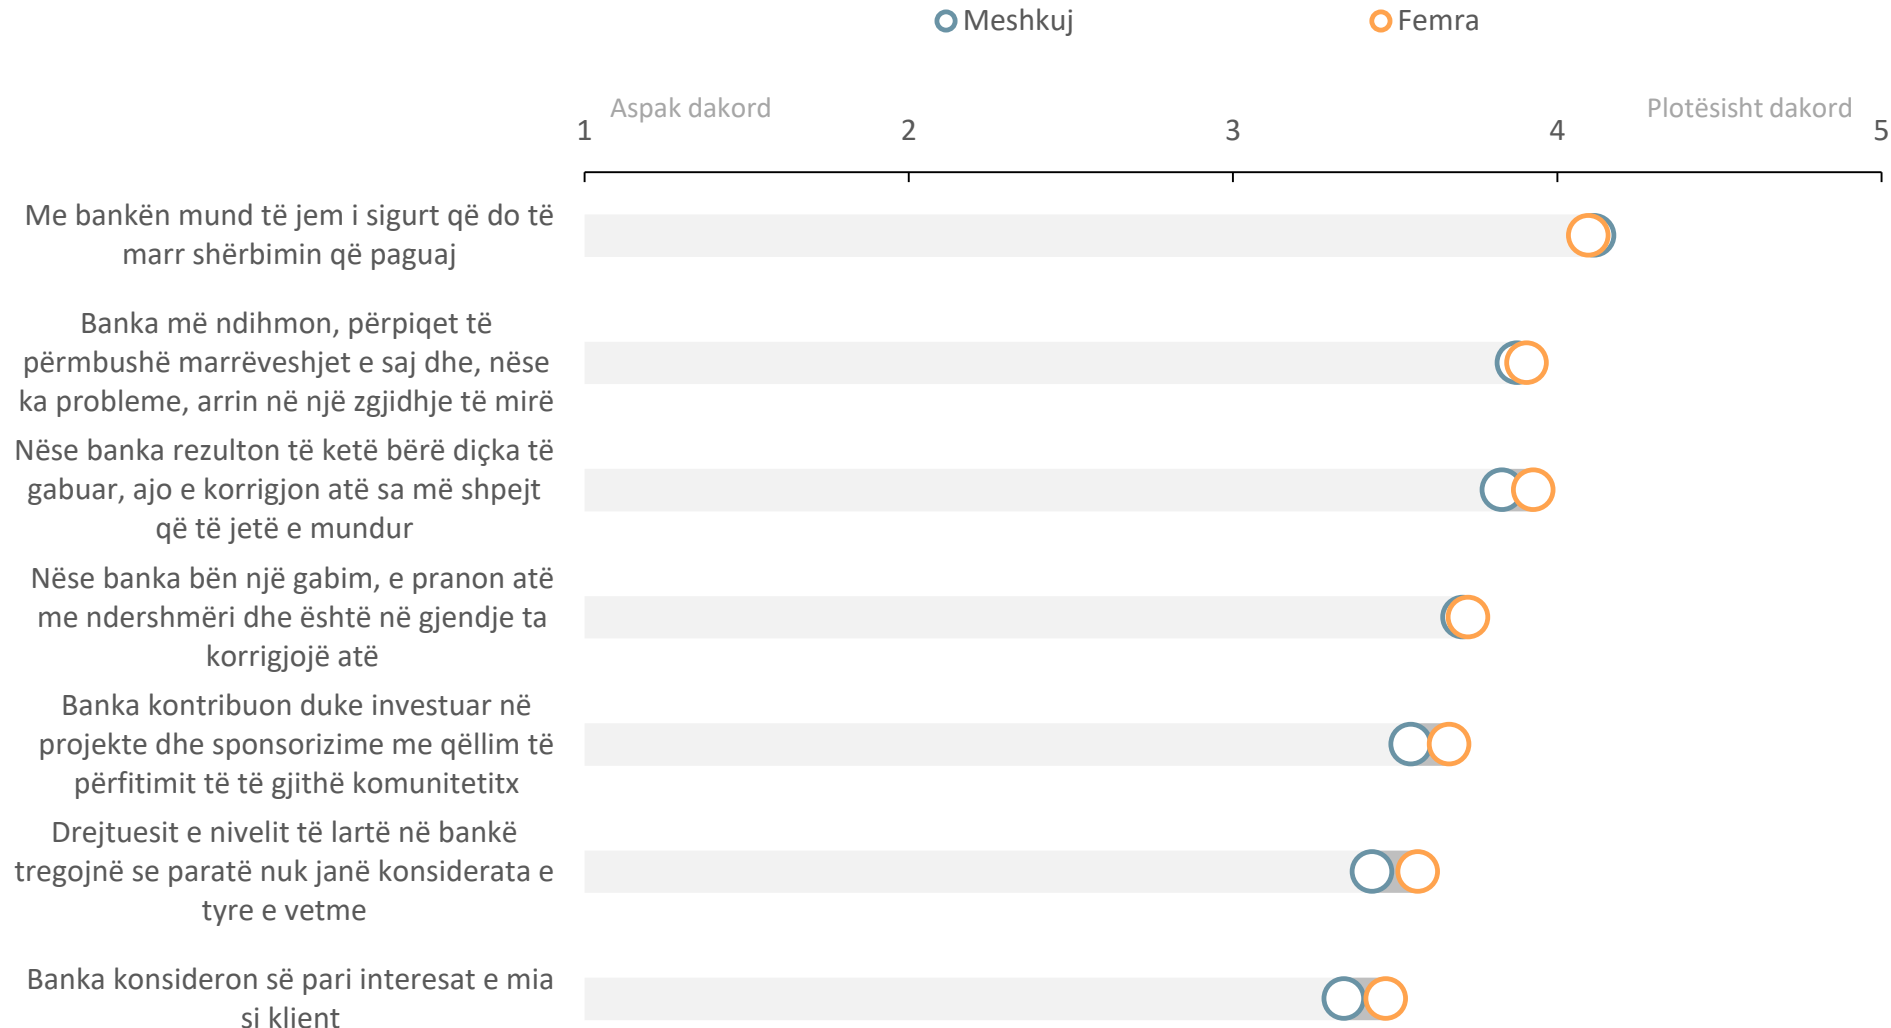 Meshkuj
Femra
Aspak dakord
Plotësisht dakord
1
2
3
4
5
Me bankën mund të jem i sigurt që do të
marr shërbimin që paguaj
Banka më ndihmon, përpiqet të
përmbushë marrëveshjet e saj dhe, nëse
ka probleme, arrin në një zgjidhje të mirë
Nëse banka rezulton të ketë bërë diçka të
gabuar, ajo e korrigjon atë sa më shpejt
që të jetë e mundur
Nëse banka bën një gabim, e pranon atë
me ndershmëri dhe është në gjendje ta
korrigjojë atë
Banka kontribuon duke investuar në
projekte dhe sponsorizime me qëllim të
përfitimit të të gjithë komunitetitx
Drejtuesit e nivelit të lartë në bankë
tregojnë se paratë nuk janë konsiderata e
tyre e vetme
Banka konsideron së pari interesat e mia
si klient